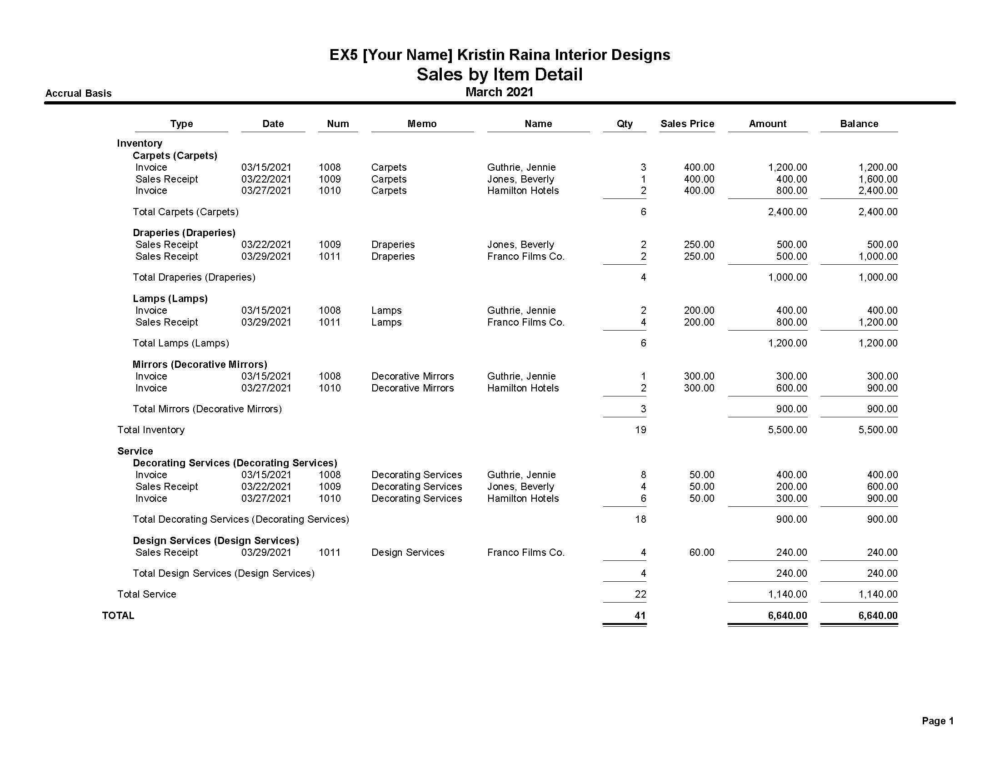 EX5 [Your Name] Kristin Raina Interior Designs
Sales by Item Detail
Accrual Basis March 2021
Type Date Num Memo Name Qty Sales Price Amount Balance
Inventory
Carpets (Carpets)
Invoice 03/15/2021 1008 Carpets Guthrie, Jennie 3 400.00 1,200.00 1,200.00
Sales Receipt 03/22/2021 1009 Carpets Jones, Beverly 1 400.00 400.00 1,600.00
Invoice 03/27/2021 1010 Carpets Hamilton Hotels 2 400.00 800.00 2,400.00
Total Carpets (Carpets) 6 2,400.00 2,400.00
Draperies (Draperies)
Sales Receipt 03/22/2021 1009 Draperies Jones, Beverly 2 250.00 500.00 500.00
Sales Receipt 03/29/2021 1011 Draperies Franco Films Co. 2 250.00 500.00 1,000.00
Total Draperies (Draperies) 4 1,000.00 1,000.00
Lamps (Lamps)
Invoice 03/15/2021 1008 Lamps Guthrie, Jennie 2 200.00 400.00 400.00
Sales Receipt 03/29/2021 1011 Lamps Franco Films Co. 4 200.00 800.00 1,200.00
Total Lamps (Lamps) 6 1,200.00 1,200.00
Mirrors (Decorative Mirrors)
Invoice 03/15/2021 1008 Decorative Mirrors Guthrie, Jennie 1 300.00 300.00 300.00
Invoice 03/27/2021 1010 Decorative Mirrors Hamilton Hotels 2 300.00 600.00 900.00
Total Mirrors (Decorative Mirrors) 3 900.00 900.00
Total Inventory 19 5,500.00 5,500.00
Service
Decorating Services (Decorating Services)
Invoice 03/15/2021 1008 Decorating Services Guthrie, Jennie 8 50.00 400.00 400.00
Sales Receipt 03/22/2021 1009 Decorating Services Jones, Beverly 4 50.00 200.00 600.00
Invoice 03/27/2021 1010 Decorating Services Hamilton Hotels 6 50.00 300.00 900.00
Total Decorating Services (Decorating Services) 18 900.00 900.00
Design Services (Design Services)
Sales Receipt 03/29/2021 1011 Design Services Franco Films Co. 4 60.00 240.00 240.00
Total Design Services (Design Services) 4 240.00 240.00
Total Service 22 1,140.00 1,140.00
TOTAL 41 6,640.00 6,640.00
Page 1